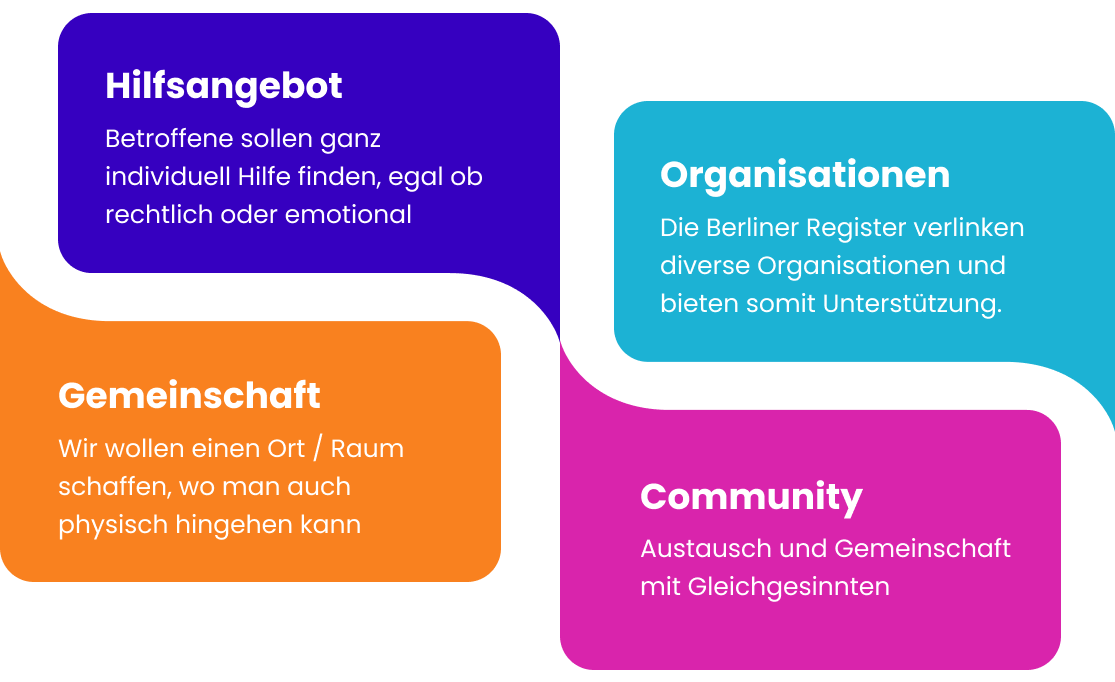 Hilfsangebot
Betroffene sollen ganz
individuell Hilfe finden, egal ob
rechtlich oder emotional
Organisationen
Die Berliner Register verlinken
diverse Organisationen und
bieten somit Unterstützung.
Gemeinschaft
Wir wollen einen Ort / Raum
schaffen, wo man auch
physisch hingehen kann
Community
Austausch und Gemeinschaft
mit Gleichgesinnten